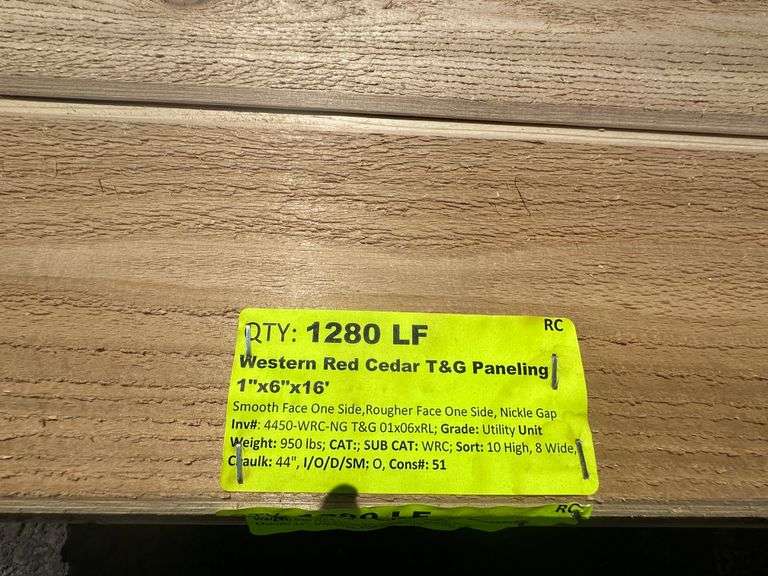 QTY: 1280 LF RC
Western Red Cedar T&G Paneling
1"x6"x16'
Smooth Face One Side,Rougher Face One Side, Nickle Gap
Inv#: 4450-WRC-NG T&G 01x06xRL; Grade: Utility Unit
Weight: 950 lbs; CAT:; SUB CAT: WRC; Sort: 10 High, 8 Wide,
Caulk: 44", I/O/D/SM: O, Cons#: 51
RC